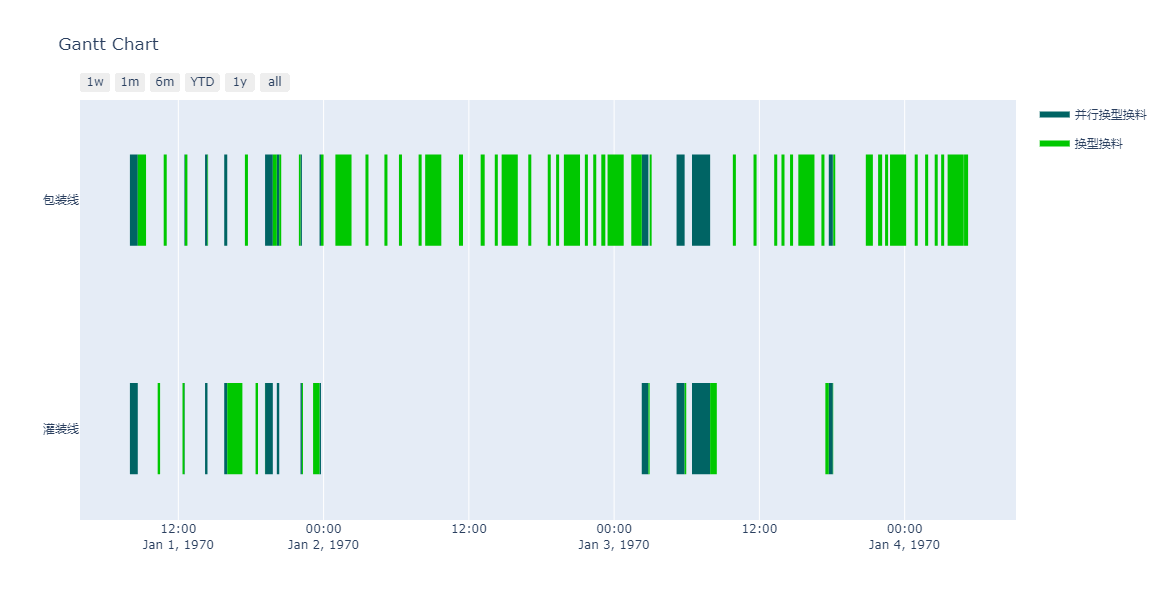 Gantt Chart
1w 1m 6m YTD 1y all
并行换型换料
换型换料
包装线
灌装线
12:00 00:00 12:00 00:00 12:00 00:00
Jan 1, 1970 Jan 2, 1970 Jan 3, 1970 Jan 4, 1970